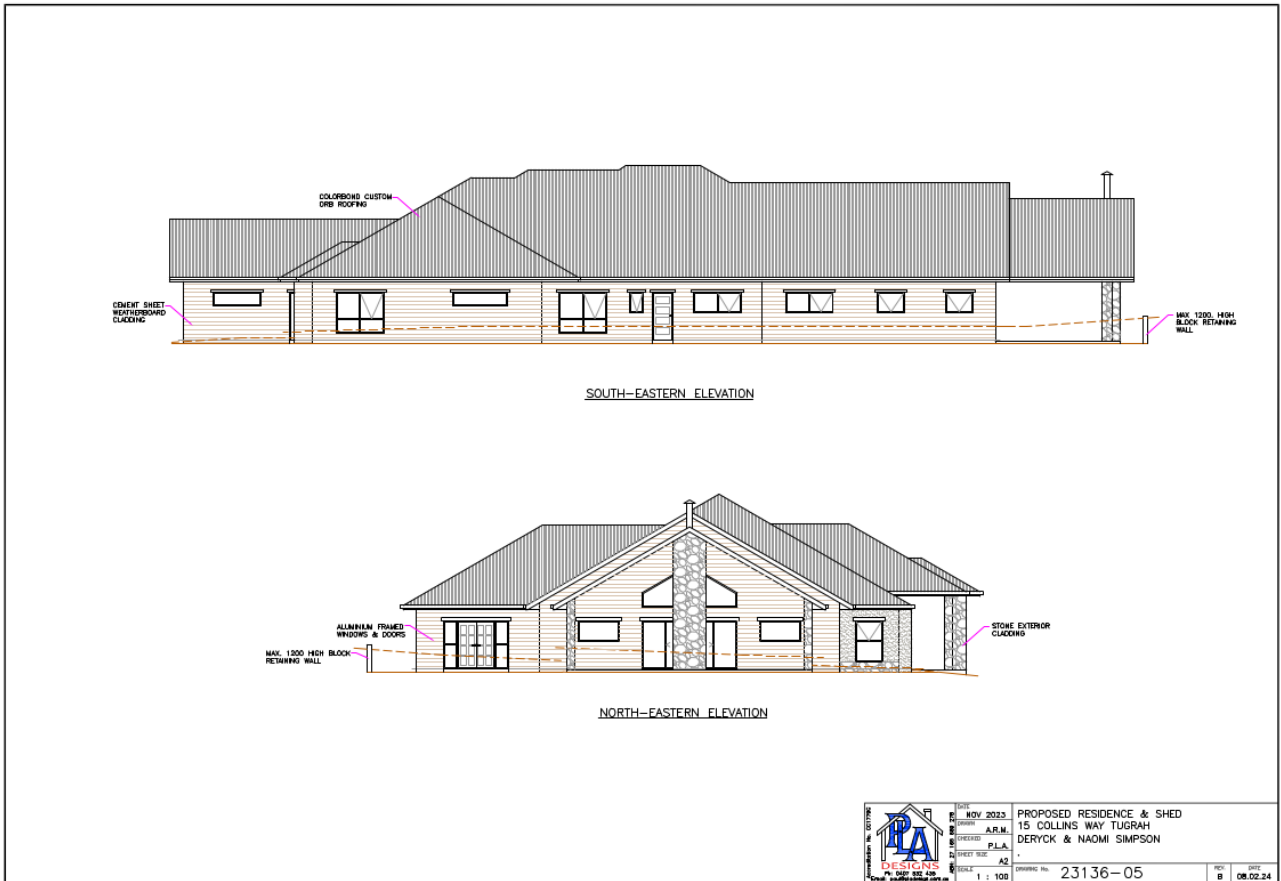 COLORBOND CUSTOM
ORB ROOFING
CEMENT SHEET
WEATHERBOARD
CLADDING
MAX 1200. HIGH
BLOCK RETAINING
WALL
SOUTH-EASTERN ELEVATION
ALUMINIUM FRAMED
WINDOWS & DOORS
MAX. 1200 HIGH BLOCK
RETAINING WALL
STONE EXTERIOR
CLADDING
NORTH-EASTERN ELEVATION
PLA
DESIGNS
DATE
NOV 2023
DRAWN
A.R.M.
CHECKED
P.L.A.
SHEET SIZE
A2
SCALE
1 : 100
PROPOSED RESIDENCE & SHED
15 COLLINS WAY TUGRAH
DERYCK & NAOMI SIMPSON
DRAWING No.
23136-05
REV.
B
DATE
08.02.24